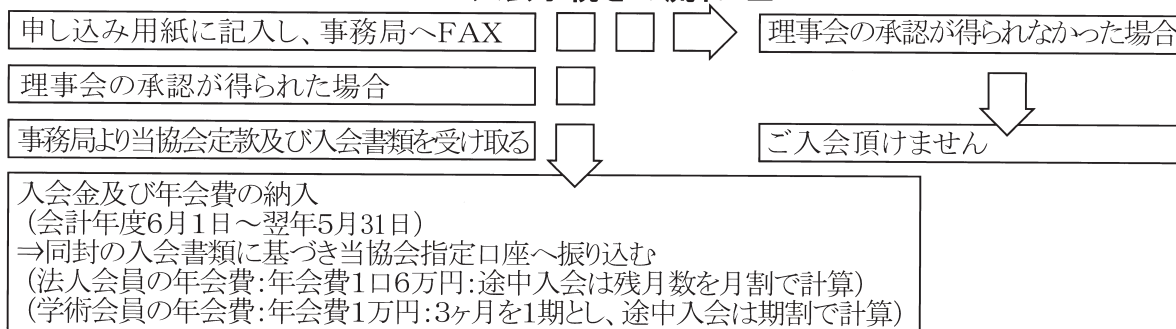 申し込み用紙に記入し、事務局へFAX
理事会の承認が得られなかった場合
理事会の承認が得られた場合
事務局より当協会定款及び入会書類を受け取る
ご入会頂けません
入会金及び年会費の納入
(会計年度6月1日～翌年5月31日)
⇒同封の入会書類に基づき当協会指定口座へ振り込む
(法人会員の年会費:年会費1口6万円:途中入会は残月数を月割で計算)
(学術会員の年会費:年会費1万円:3ヶ月を1期とし、途中入会は期割で計算)